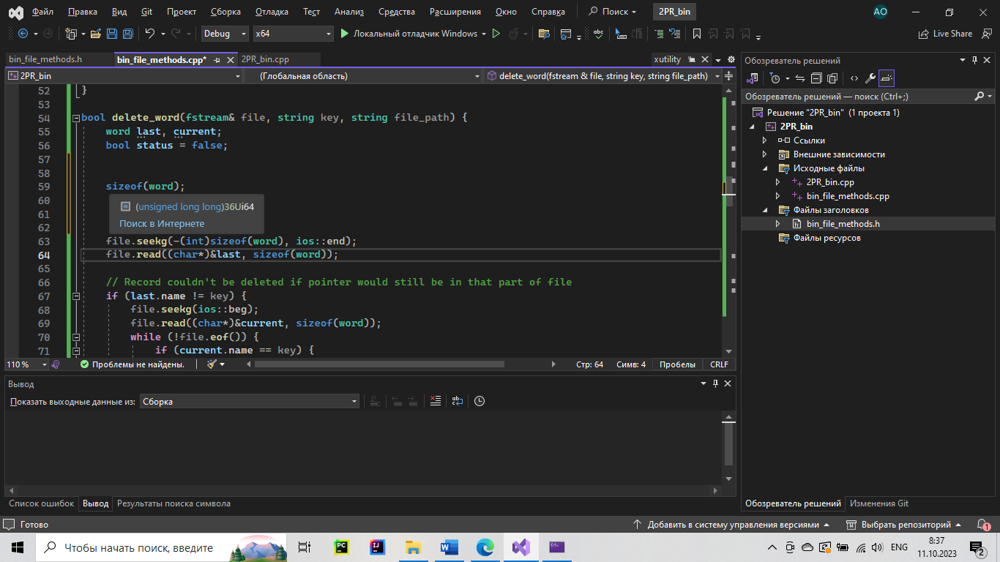 Файл Правка Вид Git Проект Сборка Отладка Тест Анализ Средства Расширения Окно Справка Поиск 2PR_bin AO
Debug x64 Локальный отладчик Windows Live Share
bin_file_methods.h bin_file_methods.cpp* 2PR_bin.cpp xutility
2PR_bin (Глобальная область) delete_word(fstream & file, string key, string file_path)
52 }
53
54 bool delete_word(fstream& file, string key, string file_path) {
55 word last, current;
56 bool status = false;
57
58
59 sizeof(word);
60 (unsigned long long)36Ui64
61 Поиск в Интернете
62
63 file.seekg(-(int)sizeof(word), ios::end);
64 file.read((char*)&last, sizeof(word));
65
66 // Record couldn't be deleted if pointer would still be in that part of file
67 if (last.name != key) {
68 file.seekg(ios::beg);
69 file.read((char*)&current, sizeof(word));
70 while (!file.eof()) {
71 if (current.name == key) {
110 % Проблемы не найдены. Стр: 64 Симв: 4 Пробелы CRLF
Вывод
Показать выходные данные из: Сборка
Список ошибок Вывод Результаты поиска символа
Обозреватель решений
Обозреватель решений — поиск (Ctrl+;)
Решение "2PR_bin" (1 проекта 1)
2PR_bin
Ссылки
Внешние зависимости
Исходные файлы
2PR_bin.cpp
bin_file_methods.cpp
Файлы заголовков
bin_file_methods.h
Файлы ресурсов
Обозреватель решений Изменения Git
Готово Добавить в систему управления версиями Выбрать репозиторий 1
Чтобы начать поиск, введите PC IJ W ENG 8:37
11.10.2023 2